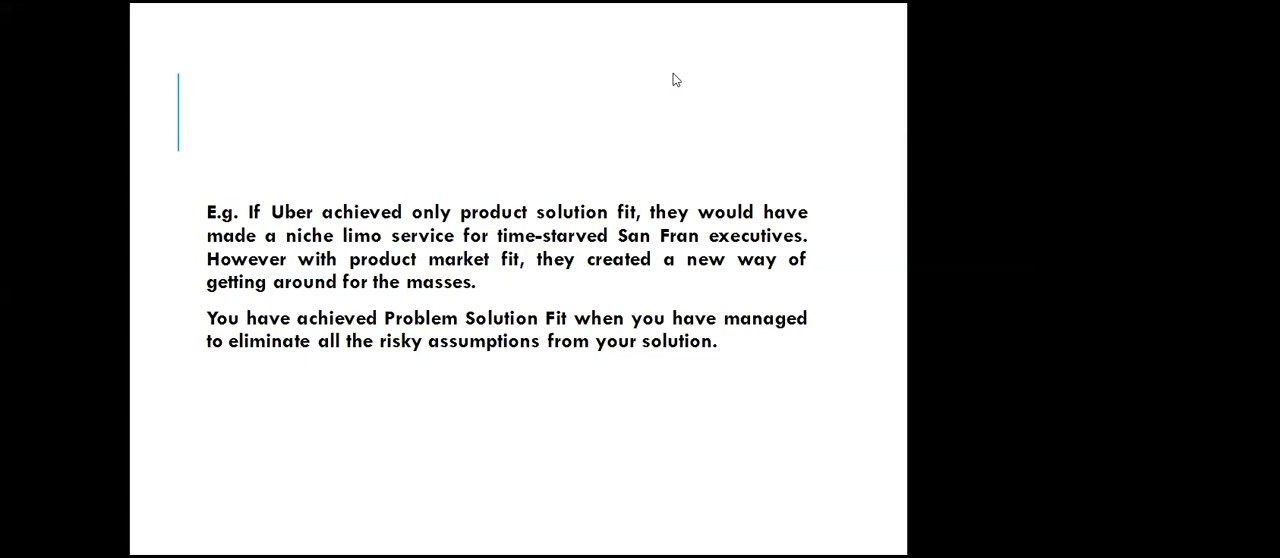 E.g. If Uber achieved only product solution fit, they would have
made a niche limo service for time-starved San Fran executives.
However with product market fit, they created a new way of
getting around for the masses.
You have achieved Problem Solution Fit when you have managed
to eliminate all the risky assumptions from your solution.